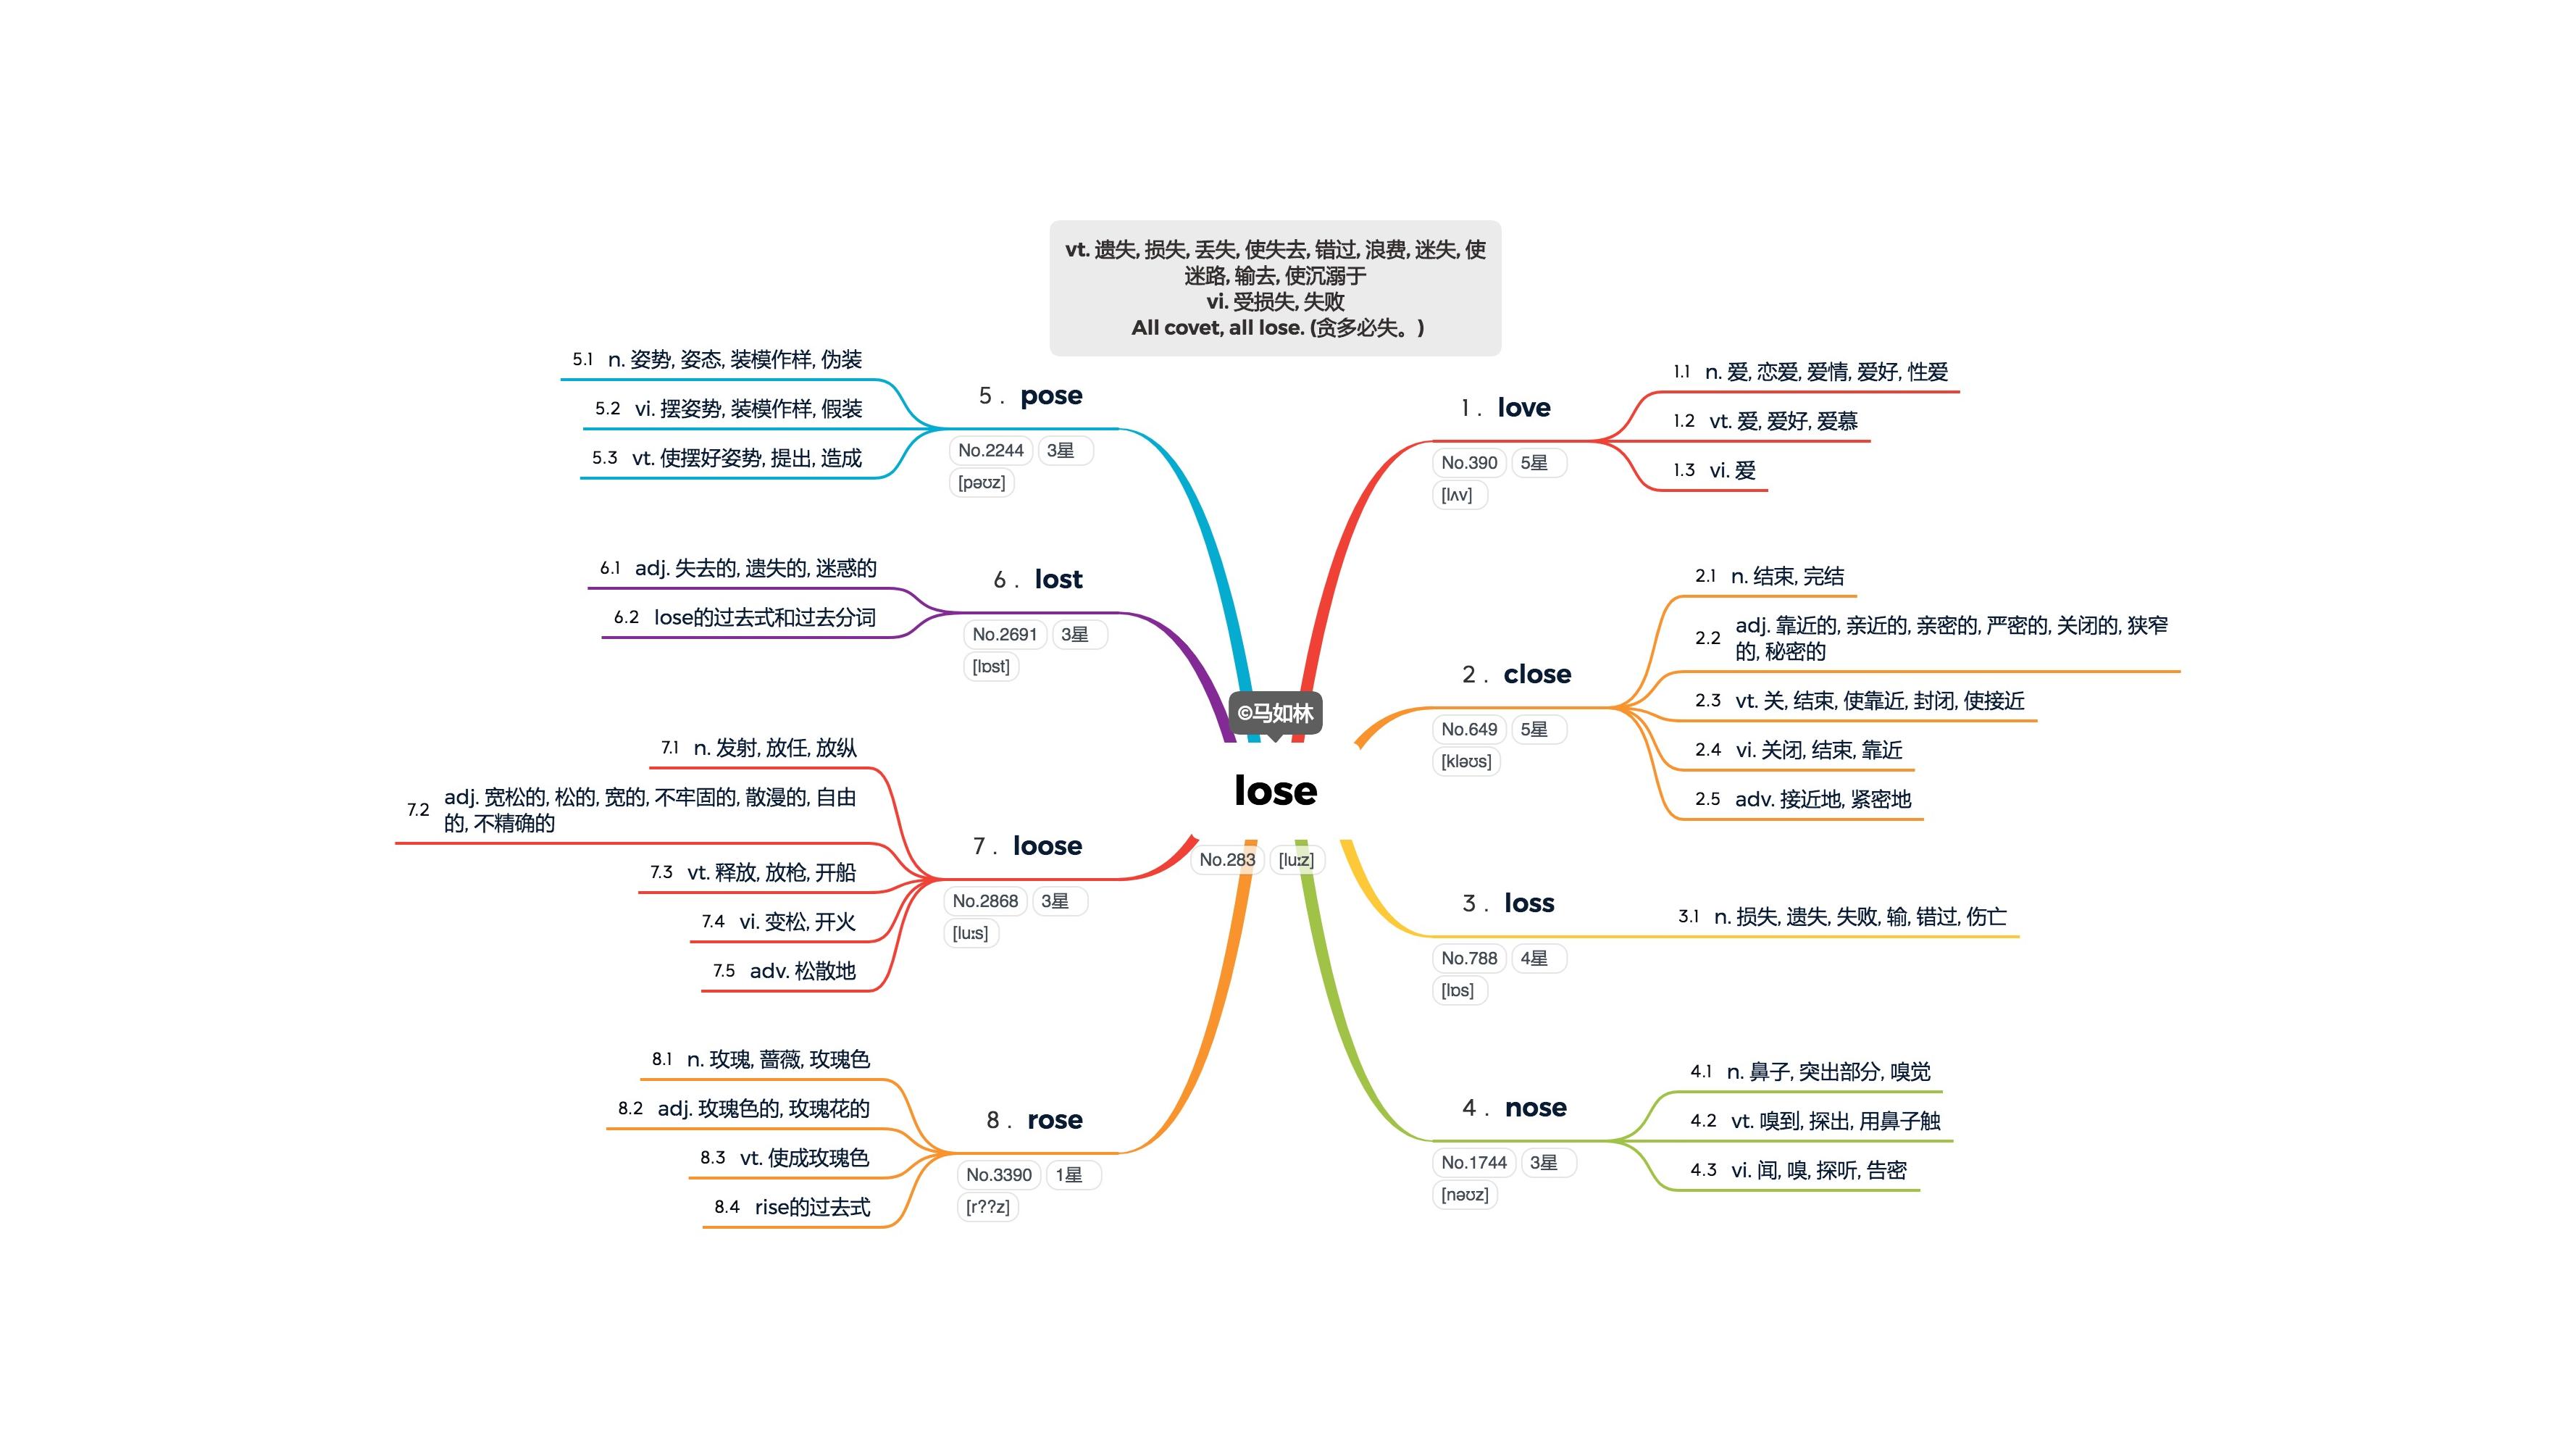 vt. 遗失, 损失, 丢失, 使失去, 错过, 浪费, 迷失, 使
迷路, 输去, 使沉溺于
vi. 受损失, 失败
All covet, all lose. (贪多必失。)
©马如林
lose
No.283 [luːz]
1 . love
No.390 5星
[lʌv]
1.1 n. 爱, 恋爱, 爱情, 爱好, 性爱
1.2 vt. 爱, 爱好, 爱慕
1.3 vi. 爱
2 . close
No.649 5星
[kləʊs]
2.1 n. 结束, 完结
2.2 adj. 靠近的, 亲近的, 亲密的, 严密的, 关闭的, 狭窄
的, 秘密的
2.3 vt. 关, 结束, 使靠近, 封闭, 使接近
2.4 vi. 关闭, 结束, 靠近
2.5 adv. 接近地, 紧密地
3 . loss
No.788 4星
[lɒs]
3.1 n. 损失, 遗失, 失败, 输, 错过, 伤亡
4 . nose
No.1744 3星
[nəʊz]
4.1 n. 鼻子, 突出部分, 嗅觉
4.2 vt. 嗅到, 探出, 用鼻子触
4.3 vi. 闻, 嗅, 探听, 告密
5 . pose
No.2244 3星
[pəʊz]
5.1 n. 姿势, 姿态, 装模作样, 伪装
5.2 vi. 摆姿势, 装模作样, 假装
5.3 vt. 使摆好姿势, 提出, 造成
6 . lost
No.2691 3星
[lɒst]
6.1 adj. 失去的, 遗失的, 迷惑的
6.2 lose的过去式和过去分词
7 . loose
No.2868 3星
[luːs]
7.1 n. 发射, 放任, 放纵
7.2 adj. 宽松的, 松的, 宽的, 不牢固的, 散漫的, 自由
的, 不精确的
7.3 vt. 释放, 放枪, 开船
7.4 vi. 变松, 开火
7.5 adv. 松散地
8 . rose
No.3390 1星
[r??z]
8.1 n. 玫瑰, 蔷薇, 玫瑰色
8.2 adj. 玫瑰色的, 玫瑰花的
8.3 vt. 使成玫瑰色
8.4 rise的过去式